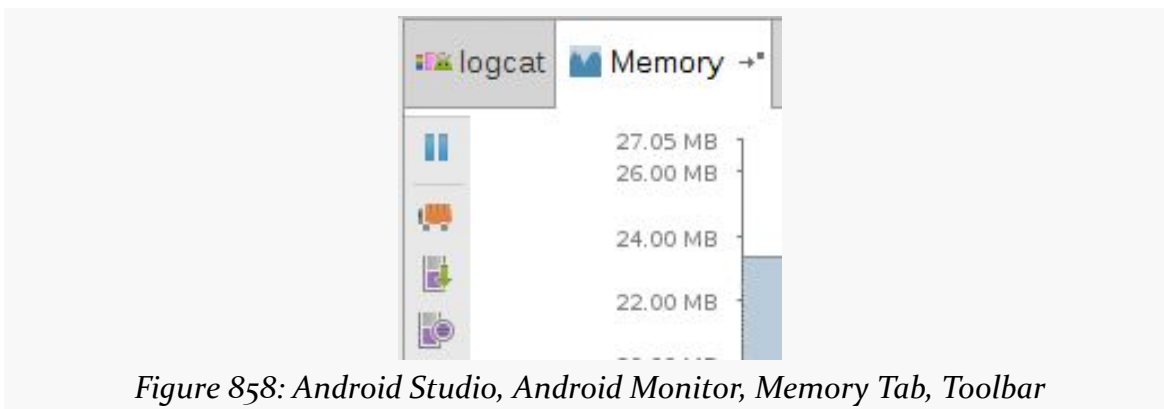 logcat
Memory
27.05 MB
26.00 MB
24.00 MB
22.00 MB
Figure 858: Android Studio, Android Monitor, Memory Tab, Toolbar